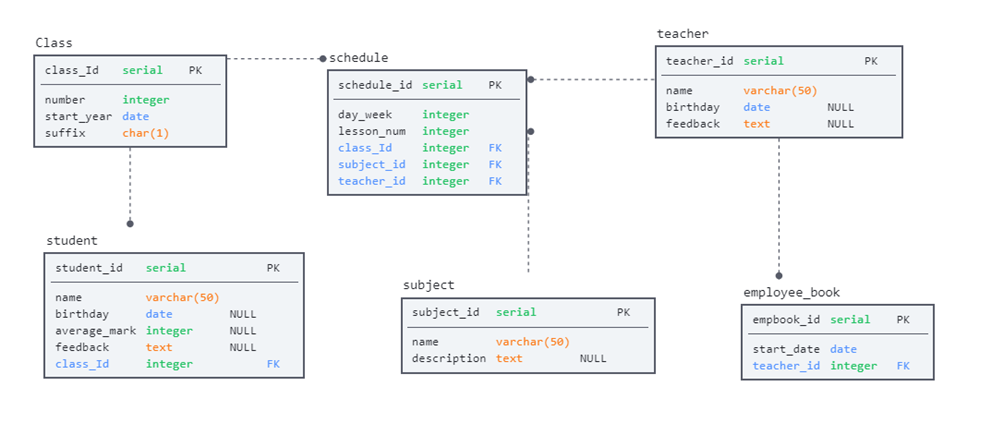 Class
class_Id serial PK
number integer
start_year date
suffix char(1)
schedule
schedule_id serial PK
day_week integer
lesson_num integer
class_Id integer FK
subject_id integer FK
teacher_id integer FK
teacher
teacher_id serial PK
name varchar(50)
birthday date NULL
feedback text NULL
student
student_id serial PK
name varchar(50)
birthday date NULL
average_mark integer NULL
feedback text NULL
class_Id integer FK
subject
subject_id serial PK
name varchar(50)
description text NULL
employee_book
empbook_id serial PK
start_date date
teacher_id integer FK